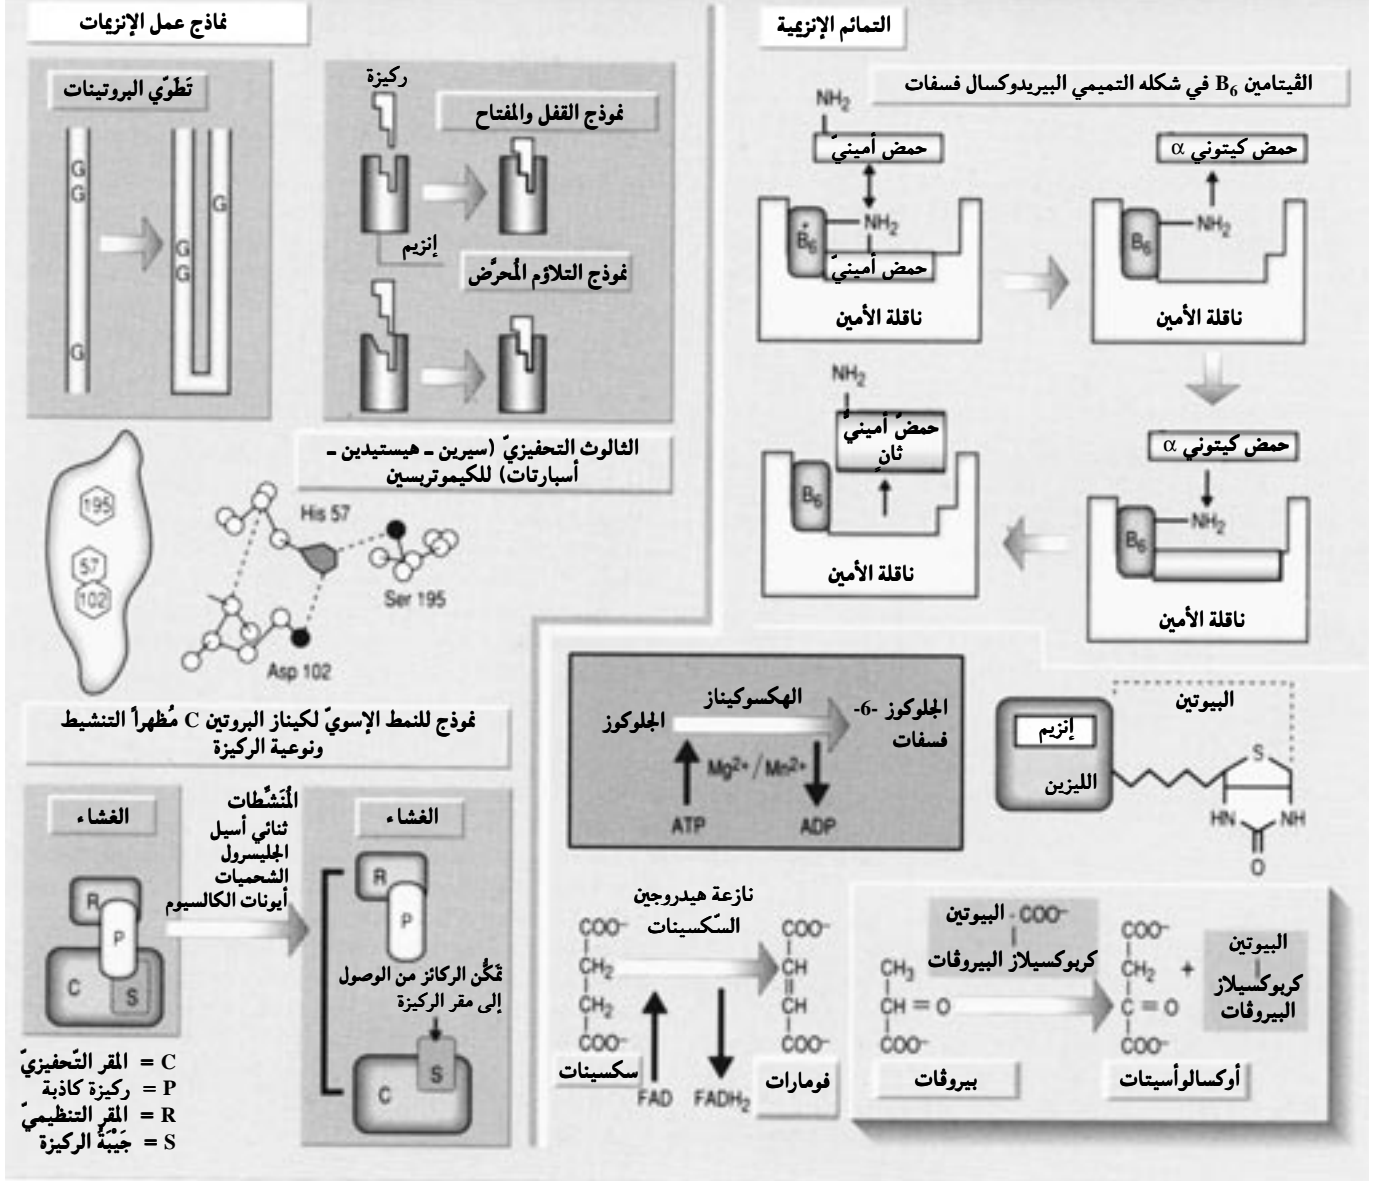 نماذج عمل الإنزيمات
تَطَوّي البروتينات
G
G
G
G
G
G
ركيزة
نموذج القفل والمفتاح
إنزيم
نموذج التلاؤم المُحرَّض
الثالوث التحفيزيّ (سيرين ـ هيستيدين ـ
أسبارتات) للكيموتربسين
195
57
102
His 57
Ser 195
Asp 102
نموذج للنمط الإسويّ لكيناز البروتين C مُظهراً التنشيط
ونوعية الركيزة
الغشاء
R
P
C
S
المُنَشِّطات
ثنائي أسيل
الجليسرول
الشحميات
أيونات الكالسيوم
الغشاء
R
P
تمَكُّن الركائز من الوصول
إلى مقر الركيزة
S
C
C = المقر التّحفيزيّ
P = ركيزة كاذبة
R = المقر التنظيميّ
S = جَيْبَةُ الركيزة
التمائم الإنزيمية
الڤيتامين B6 في شكله التميمي البيريدوكسال فسفات
NH2
حمض أمينيّ
NH2
B6+
حمض أمينيّ
ناقلة الأمين
حمض كيتوني α
NH2
B6
ناقلة الأمين
حمض كيتوني α
NH2
B6
ناقلة الأمين
NH2
حمضٌ أمينيٌّ
ثانٍ
B6
ناقلة الأمين
الهكسوكيناز
الجلوكوز
الجلوكوز -6-
فسفات
Mg2+/Mn2+
ATP
ADP
البيوتين
إنزيم
الليزين
S
HN
NH
O
نازعة هيدروجين
السّكسينات
COO-
CH2
CH2
COO-
سكسينات
FAD
FADH2
COO-
CH
CH
COO-
فومارات
البيوتين - COO-
كربوكسيلاز البيروڤات
CH3
CH = O
COO-
بيروڤات
COO-
CH2
C = O
COO-
أوكسالوأسيتات
+
البيوتين
كربوكسيلاز
البيروڤات